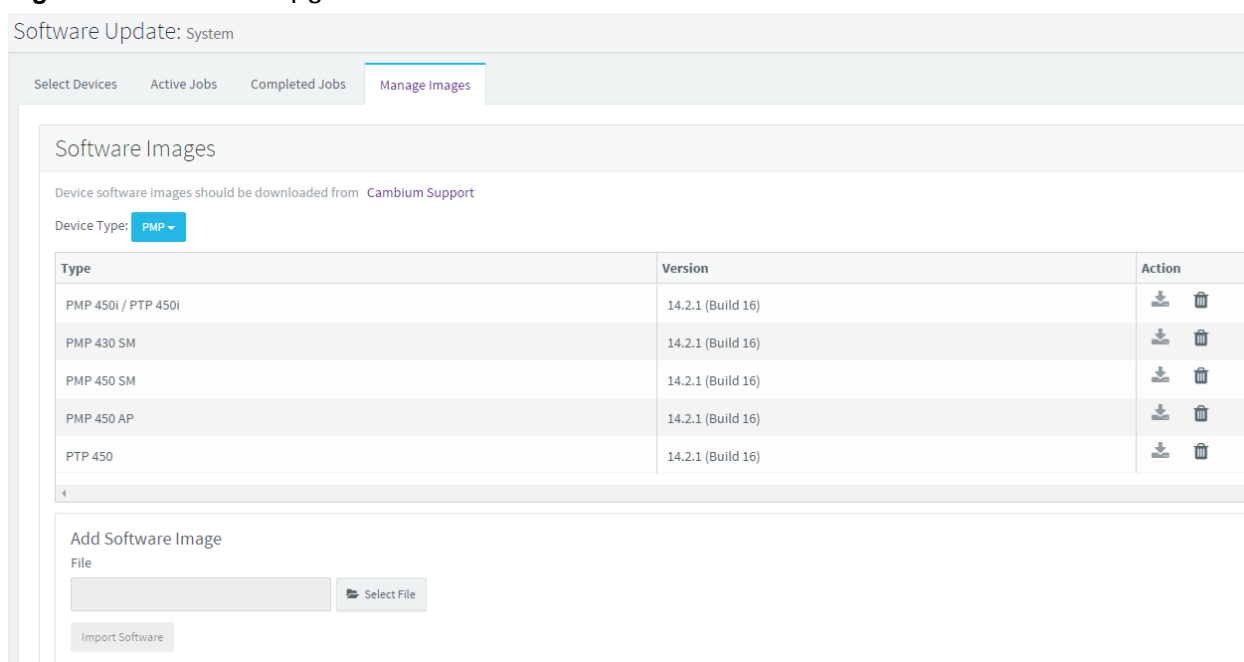 Software Update: System
Select Devices Active Jobs Completed Jobs Manage Images
Software Images
Device software images should be downloaded from Cambium Support
Device Type: PMP
Type Version Action
PMP 450i / PTP 450i 14.2.1 (Build 16)
PMP 430 SM 14.2.1 (Build 16)
PMP 450 SM 14.2.1 (Build 16)
PMP 450 AP 14.2.1 (Build 16)
PTP 450 14.2.1 (Build 16)
Add Software Image
File
Select File
Import Software